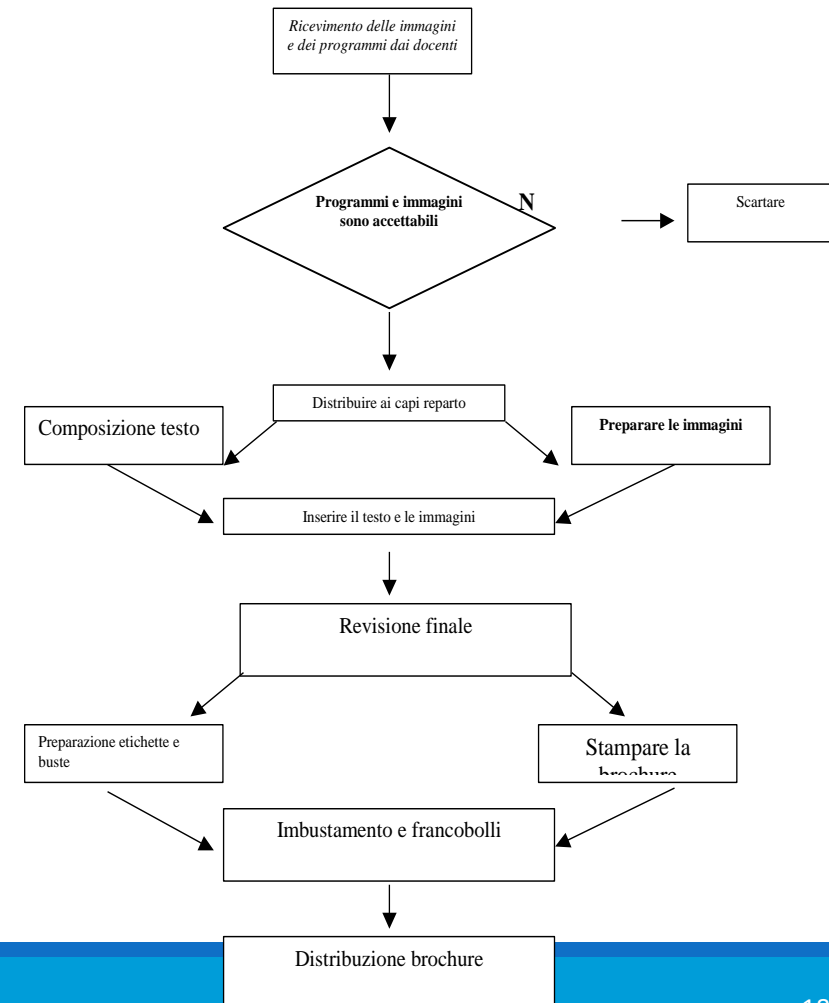 Ricevimento delle immagini
e dei programmi dai docenti
Programmi e immagini
sono accettabili
N
Scartare
Distribuire ai capi reparto
Composizione testo
Preparare le immagini
Inserire il testo e le immagini
Revisione finale
Preparazione etichette e
buste
Stampare la
brochure
Imbustamento e francobolli
Distribuzione brochure